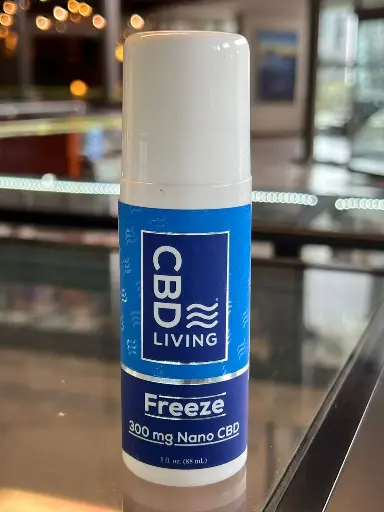 CBD
LIVING
Freeze
300 mg Nano CBD
3 fl. oz. (88 mL)